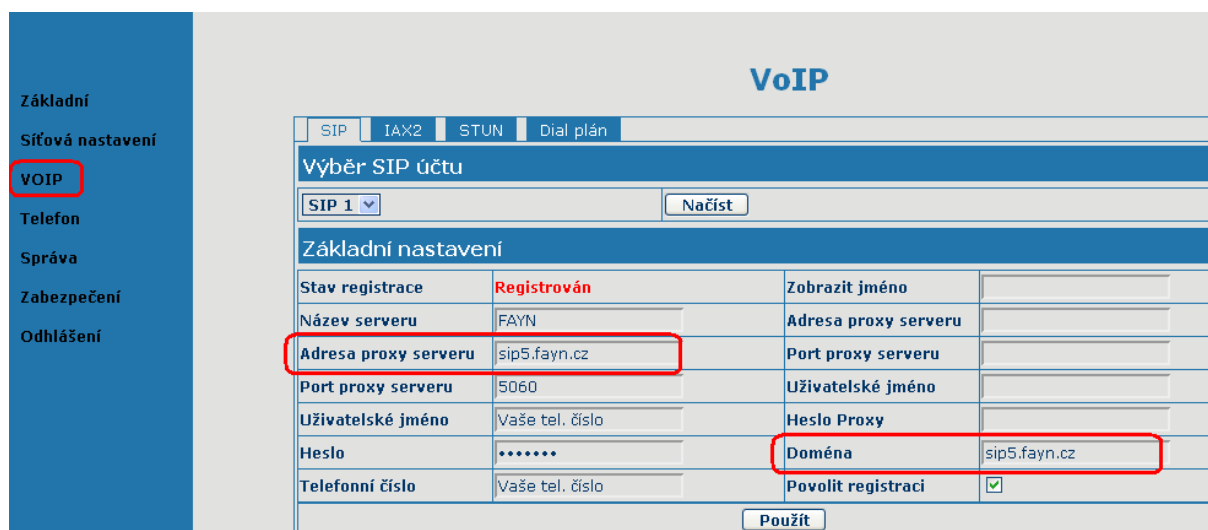 VoIP
Základní
Síťová nastavení
VOIP
Telefon
Správa
Zabezpečení
Odhlášení
SIP IAX2 STUN Dial plán
Výběr SIP účtu
SIP 1 Načíst
Základní nastavení
Stav registrace Registrován Zobrazit jméno
Název serveru FAYN Adresa proxy serveru
Adresa proxy serveru sip5.fayn.cz Port proxy serveru
Port proxy serveru 5060 Uživatelské jméno
Uživatelské jméno Vaše tel. číslo Heslo Proxy
Heslo ••••••• Doména sip5.fayn.cz
Telefonní číslo Vaše tel. číslo Povolit registraci
Použít